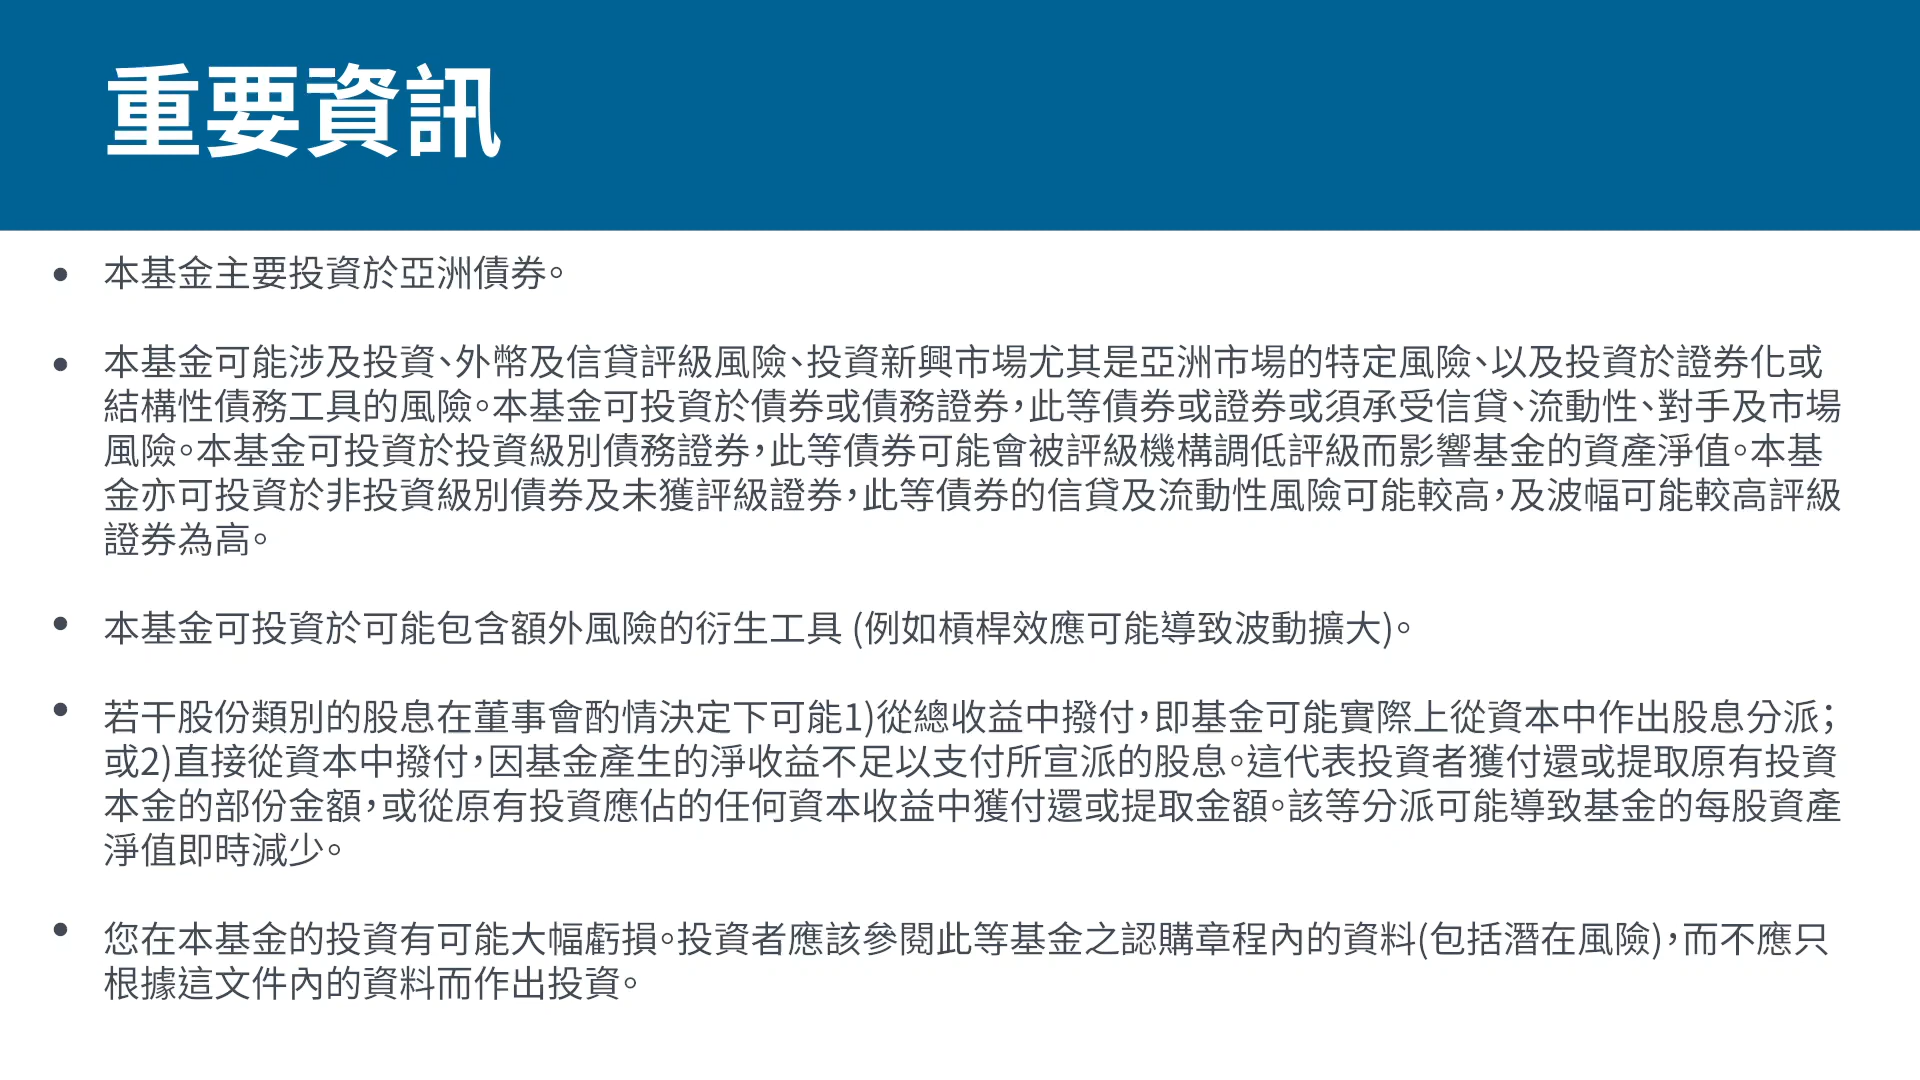 重要資訊
• 本基金主要投資於亞洲債券。
• 本基金可能涉及投資、外幣及信貸評級風險、投資新興市場尤其是亞洲市場的特定風險、以及投資於證券化或
結構性債務工具的風險。本基金可投資於債券或債務證券，此等債券或證券或須承受信貸、流動性、對手及市場
風險。本基金可投資於投資級別債務證券，此等債券可能會被評級機構調低評級而影響基金的資產淨值。本基
金亦可投資於非投資級別債券及未獲評級證券，此等債券的信貸及流動性風險可能較高，及波幅可能較高評級
證券為高。
• 本基金可投資於可能包含額外風險的衍生工具 (例如槓桿效應可能導致波動擴大)。
• 若干股份類別的股息在董事會酌情決定下可能1)從總收益中撥付，即基金可能實際上從資本中作出股息分派；
或2)直接從資本中撥付，因基金產生的淨收益不足以支付所宣派的股息。這代表投資者獲付還或提取原有投資
本金的部份金額，或從原有投資應佔的任何資本收益中獲付還或提取金額。該等分派可能導致基金的每股資產
淨值即時減少。
• 您在本基金的投資有可能大幅虧損。投資者應該參閱此等基金之認購章程內的資料(包括潛在風險)，而不應只
根據這文件內的資料而作出投資。